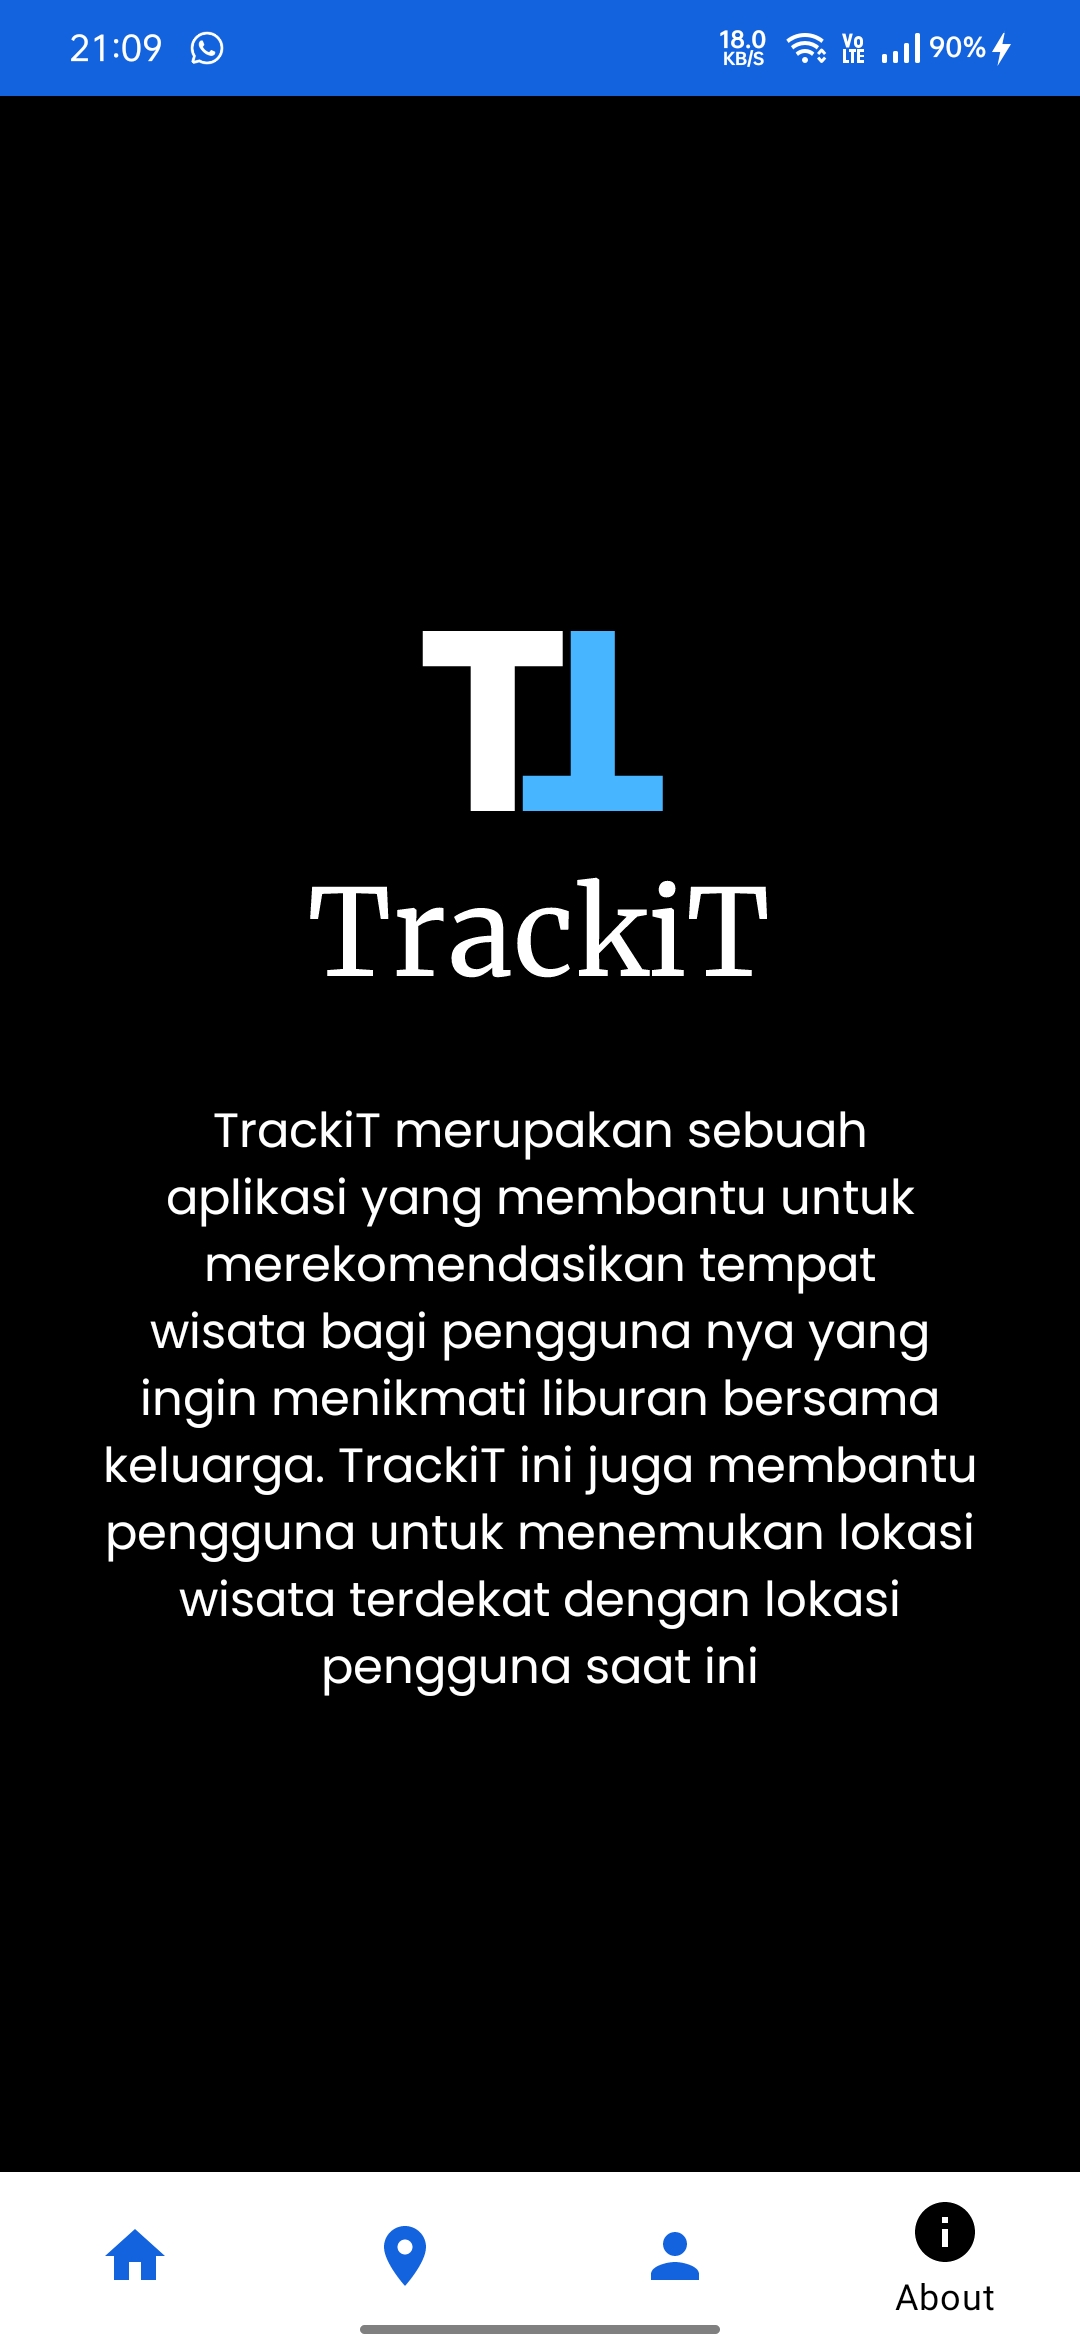 21:09
18.0
KB/S
Vo
LTE
90%
TT
TrackiT
TrackiT merupakan sebuah
aplikasi yang membantu untuk
merekomendasikan tempat
wisata bagi pengguna nya yang
ingin menikmati liburan bersama
keluarga. TrackiT ini juga membantu
pengguna untuk menemukan lokasi
wisata terdekat dengan lokasi
pengguna saat ini
About